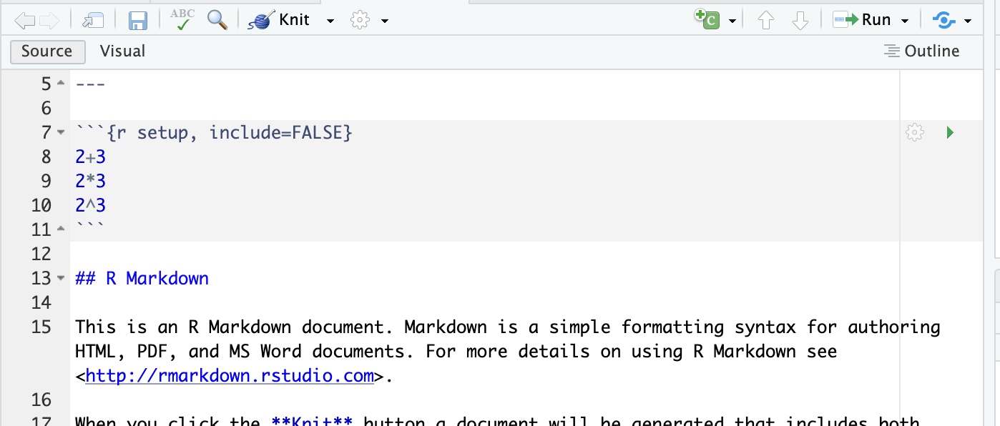 ABC Knit C Run
Source Visual Outline
5 ---
6
7 ```{r setup, include=FALSE}
8 2+3
9 2*3
10 2^3
11 ```
12
13 ## R Markdown
14
15 This is an R Markdown document. Markdown is a simple formatting syntax for authoring
HTML, PDF, and MS Word documents. For more details on using R Markdown see
<http://rmarkdown.rstudio.com>.
16
17 When you click the **Knit** button a document will be generated that includes both